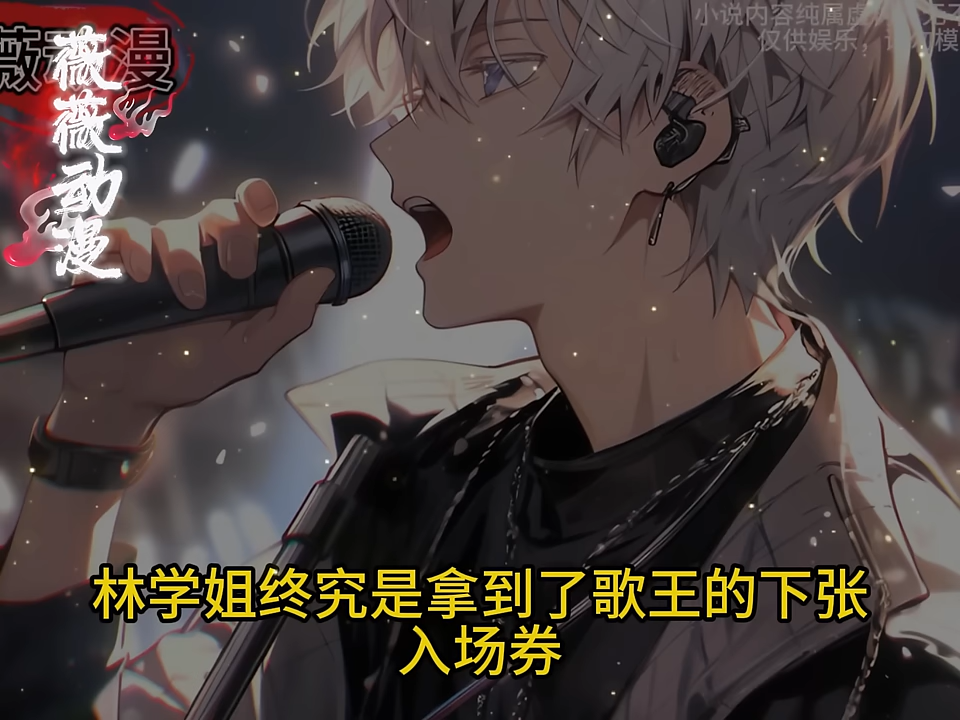 小说内容纯属虚
仅供娱乐，
薇
漫
薇薇动漫
林学姐终究是拿到了歌王的下张
入场券